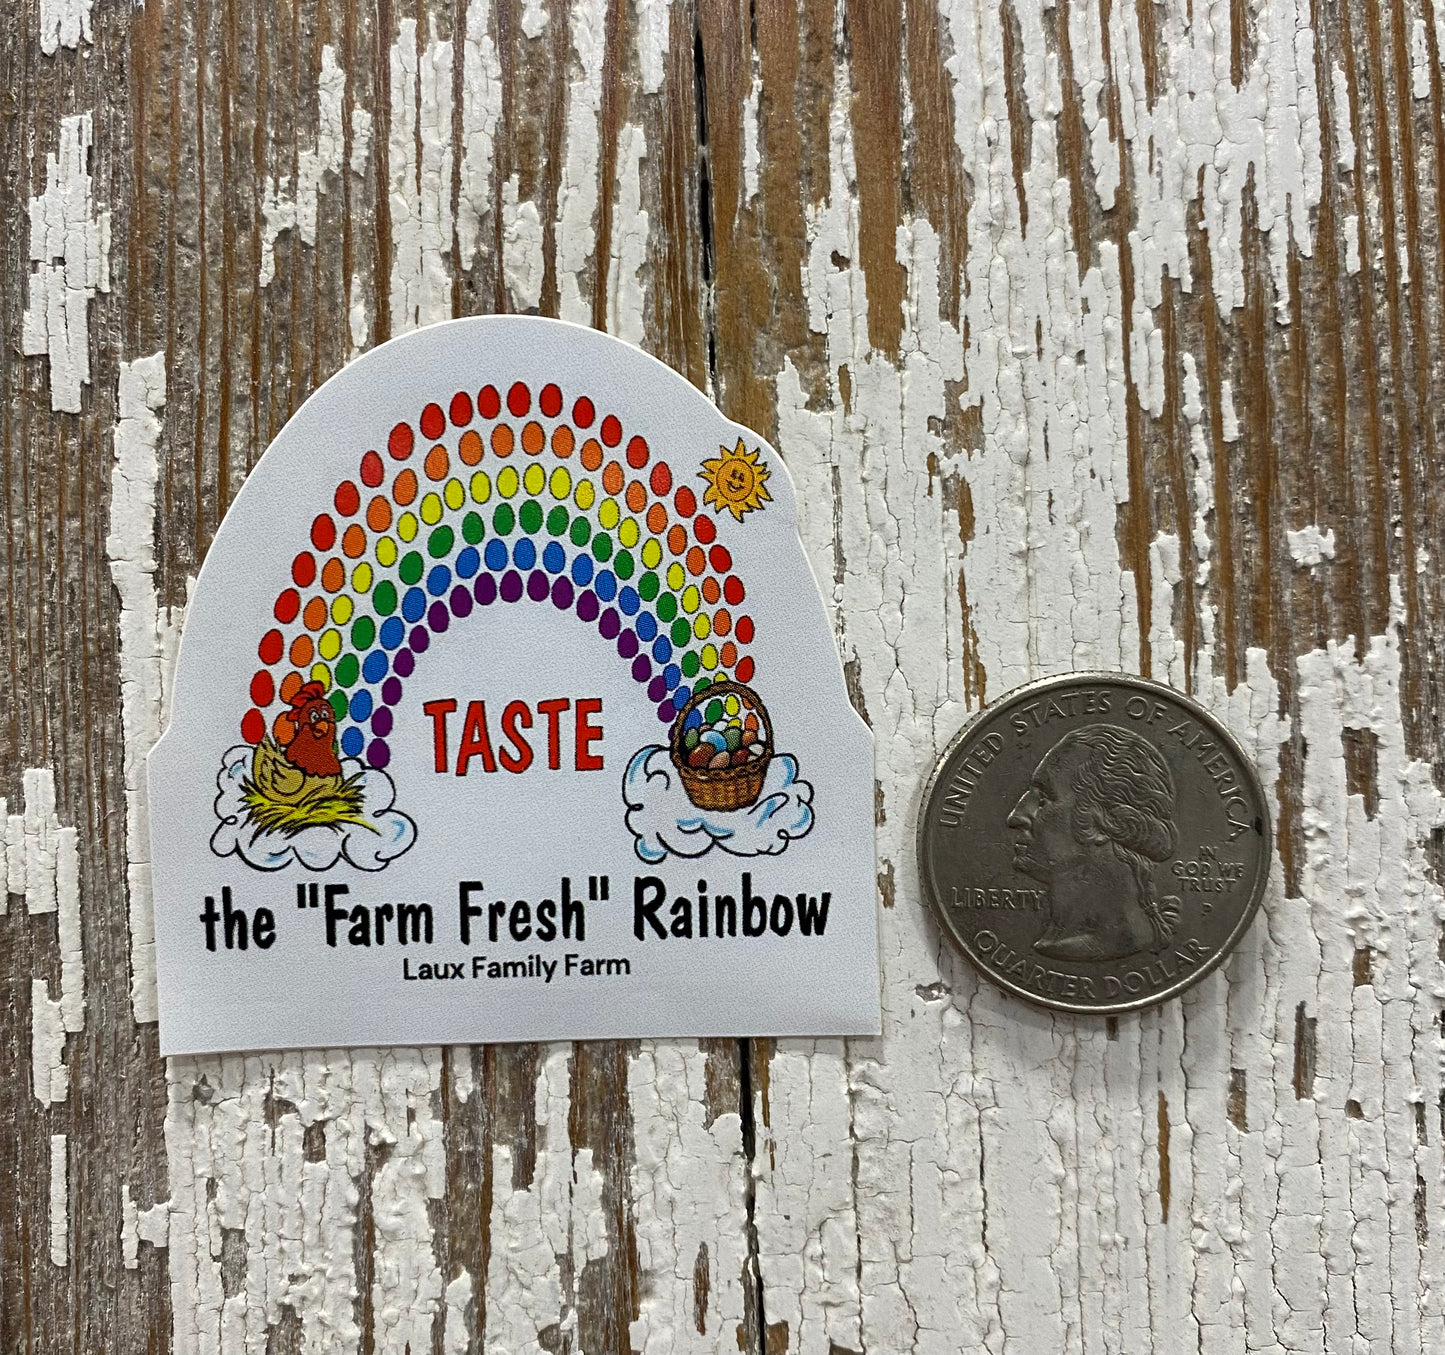 TASTE
the "Farm Fresh" Rainbow
Laux Family Farm
UNITED STATES OF AMERICA
IN
GOD WE
TRUST
LIBERTY
P
QUARTER DOLLAR